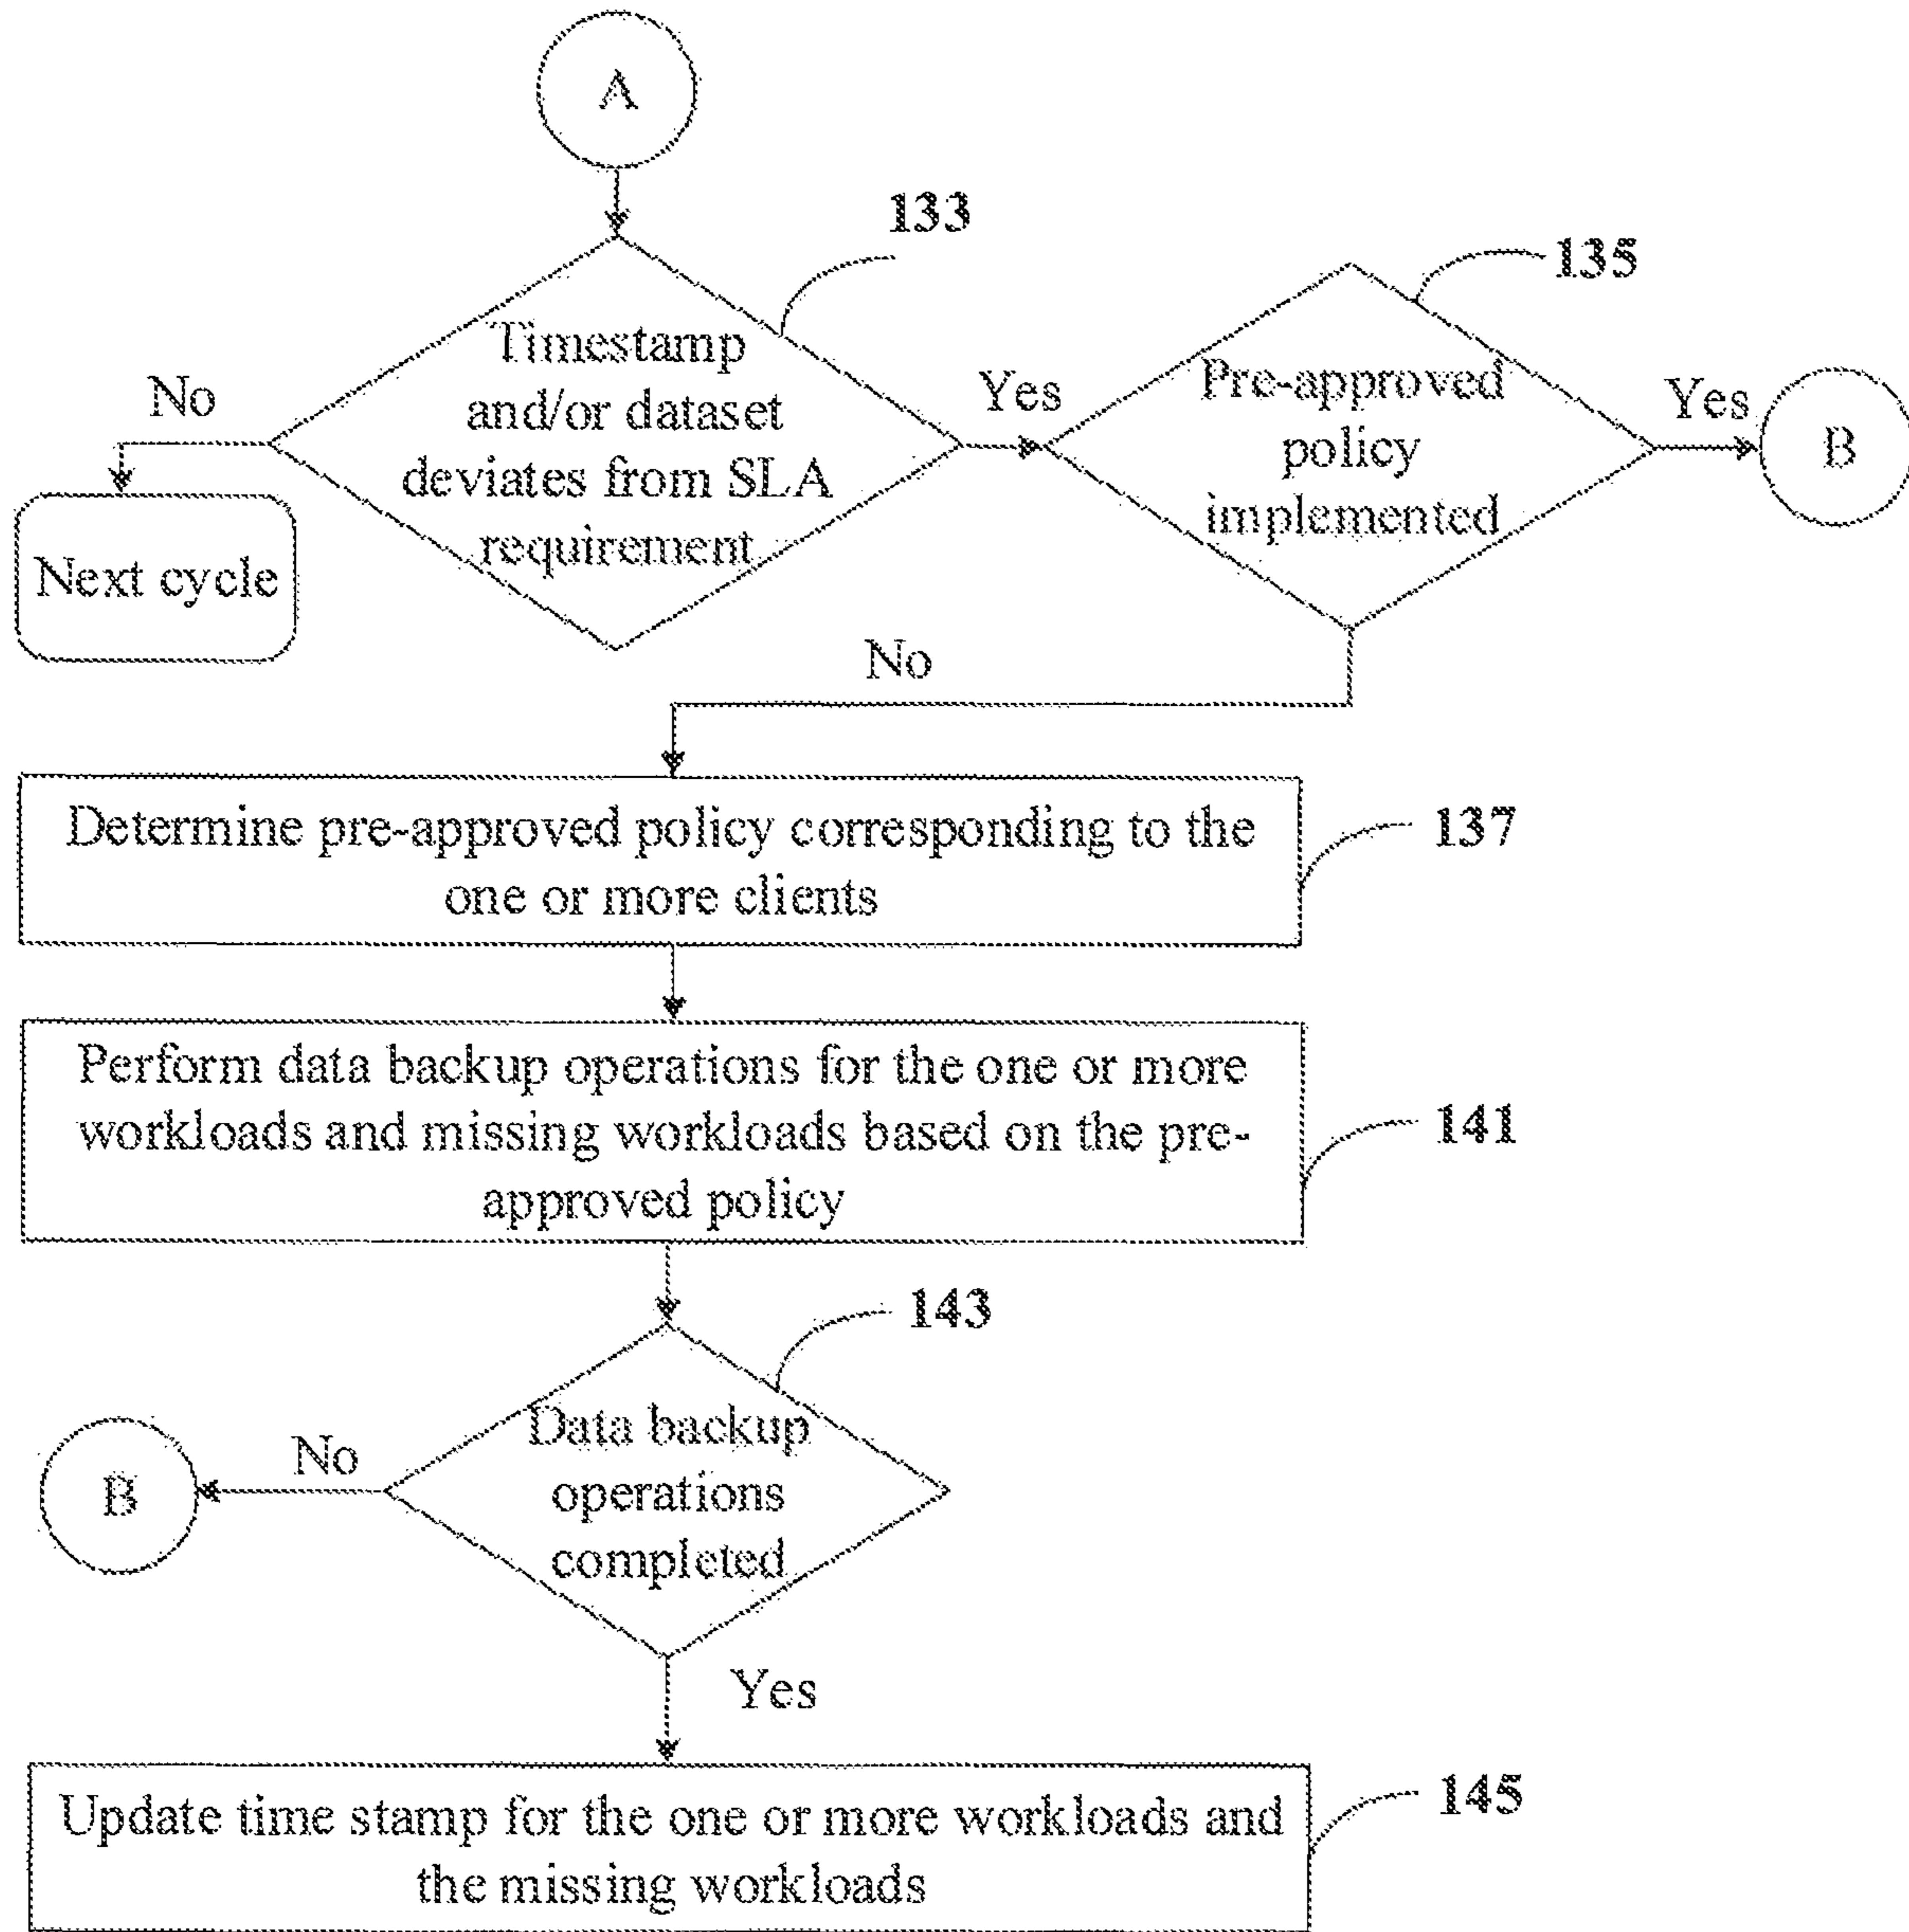 A
133
135
Timestamp
and/or dataset
deviates from SLA
requirement
No
Yes
Pre-approved
policy
implemented
Yes
B
Next cycle
No
Determine pre-approved policy corresponding to the
one or more clients
137
Perform data backup operations for the one or more
workloads and missing workloads based on the pre-
approved policy
141
143
Data backup
operations
completed
No
B
Yes
Update time stamp for the one or more workloads and
the missing workloads
145